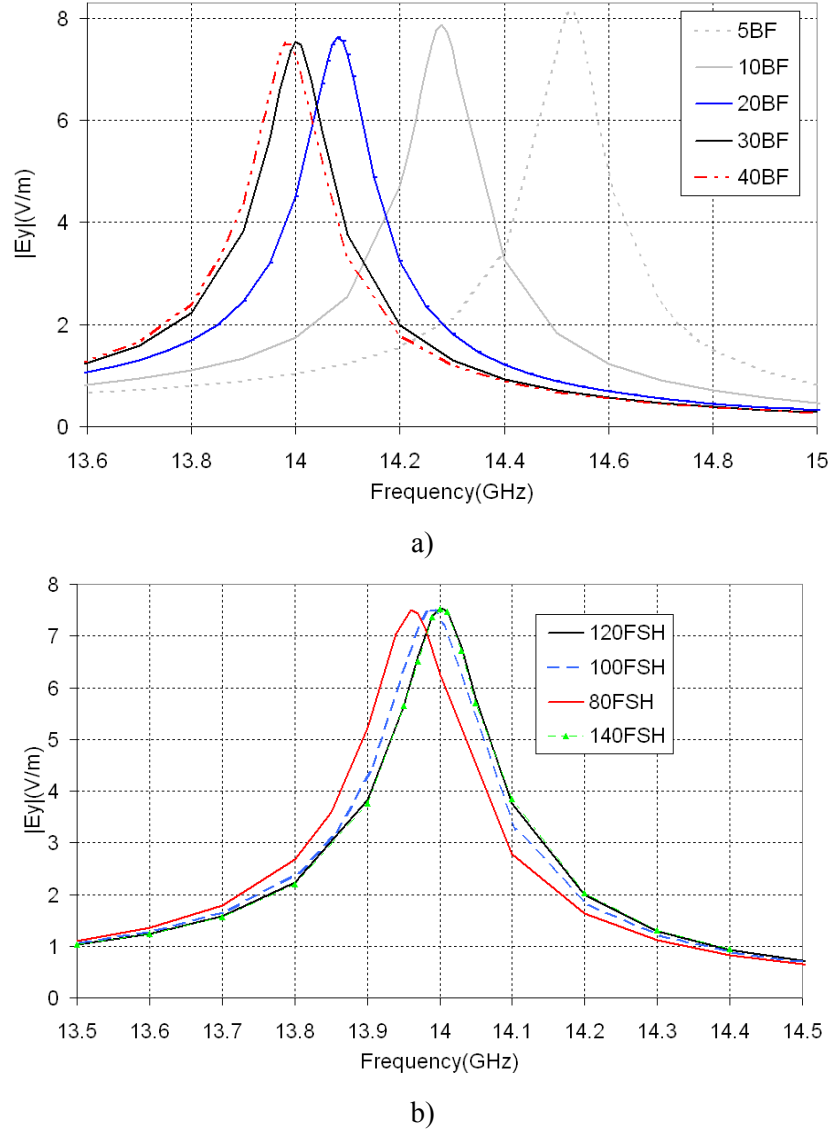 8
6
4
2
0
|Ey|(V/m)
5BF
10BF
20BF
30BF
40BF
13.6 13.8 14 14.2 14.4 14.6 14.8 15
Frequency(GHz)
a)
8
7
6
5
4
3
2
1
0
|Ey|(V/m)
120FSH
100FSH
80FSH
140FSH
13.5 13.6 13.7 13.8 13.9 14 14.1 14.2 14.3 14.4 14.5
Frequency(GHz)
b)